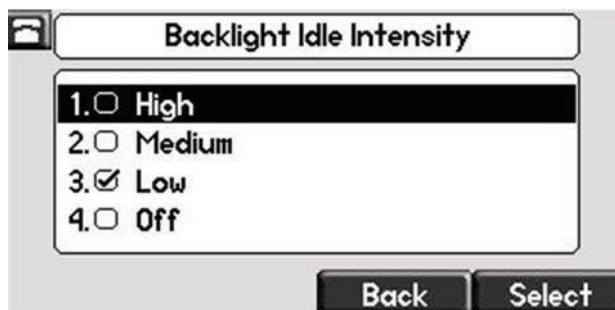 Backlight Idle Intensity
1. High
2. Medium
3. Low
4. Off
Back Select